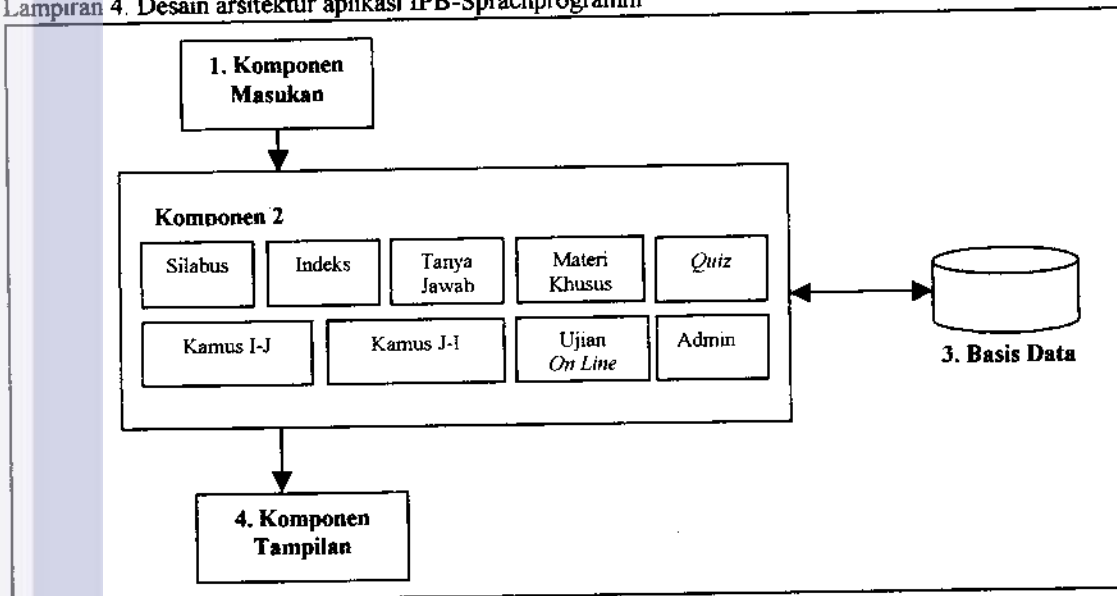 Lampiran 4. Desain arsitektur aplikasi IPB-Sprachprogramm
1. Komponen
Masukan
Komponen 2
Silabus
Indeks
Tanya
Jawab
Materi
Khusus
Quiz
Kamus I-J
Kamus J-I
Ujian
On Line
Admin
3. Basis Data
4. Komponen
Tampilan